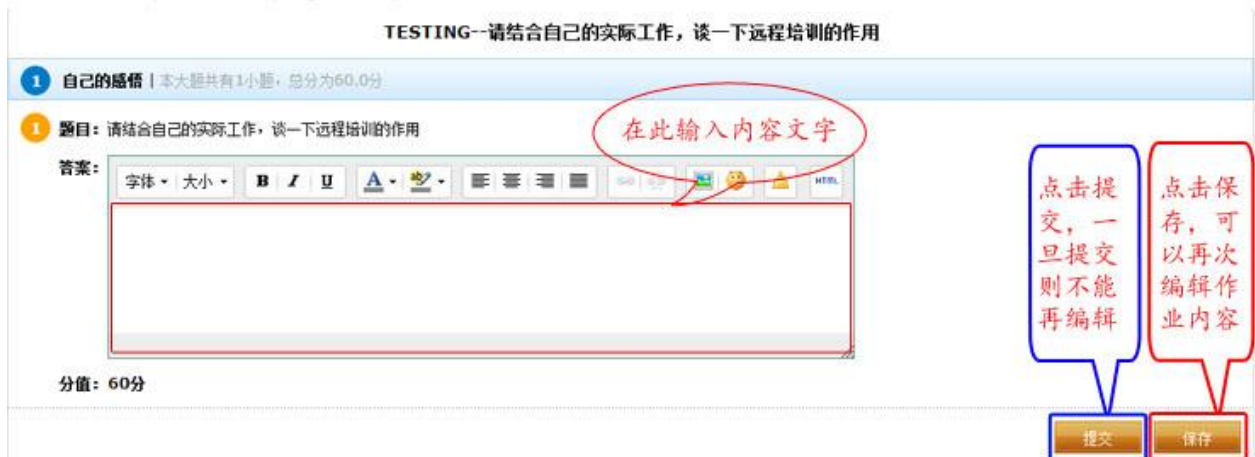 TESTING--请结合自己的实际工作，谈一下远程培训的作用
1 自己的感悟 | 本大题共有1小题，总分为60.0分
1 题目：请结合自己的实际工作，谈一下远程培训的作用
在此输入内容文字
答案：
字体 大小 B I U A ab HTML
点击提
交，一
旦提交
则不能
再编辑
点击保
存，可
以再次
编辑作
业内容
分值：60分
提交 保存